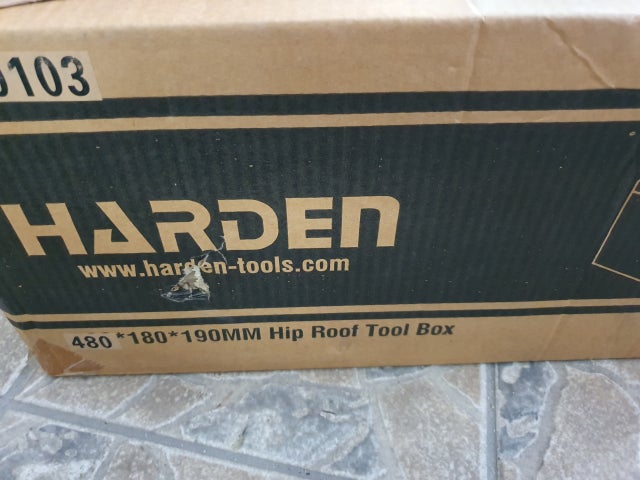 0103
HARDEN
www.harden-tools.com
480*180*190MM Hip Roof Tool Box